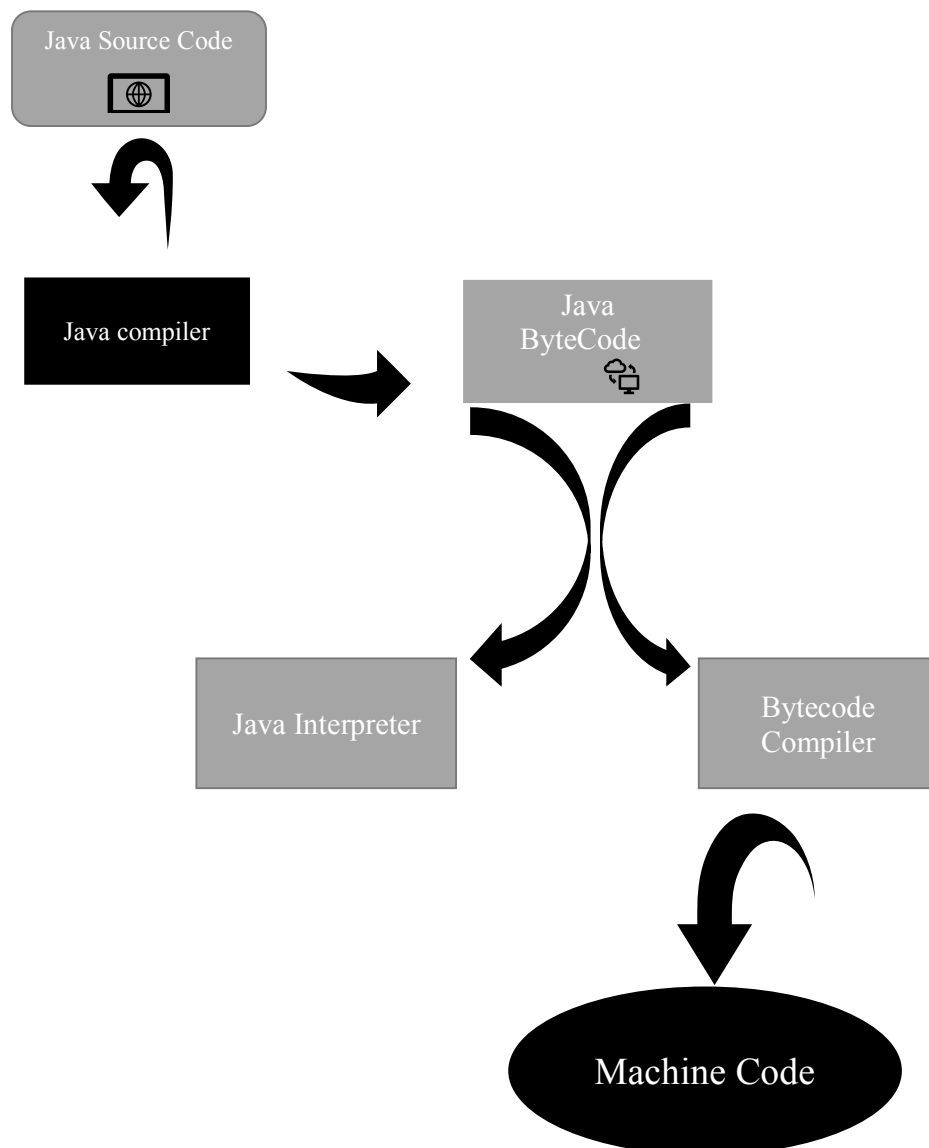 Java Source Code
Java compiler
Java
ByteCode
Java Interpreter
Bytecode
Compiler
Machine Code